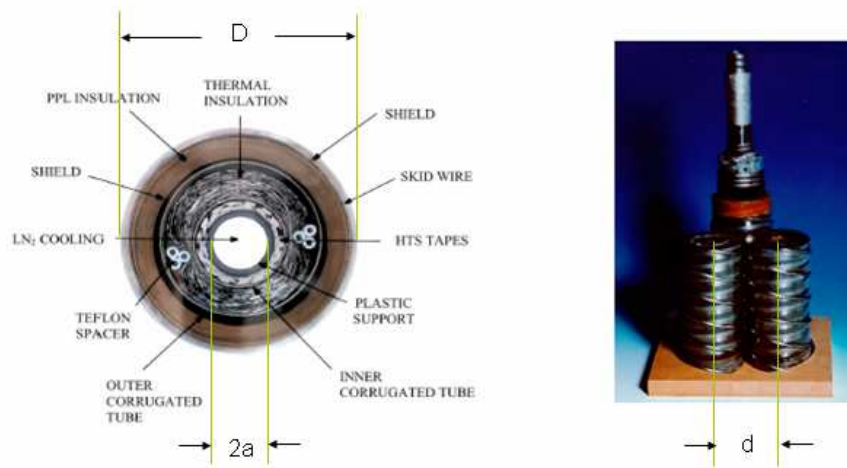 D
THERMAL
INSULATION
PPL INSULATION
SHIELD
SHIELD
SKID WIRE
LN₂ COOLING
HTS TAPES
TEFLON
SPACER
PLASTIC
SUPPORT
OUTER
CORRUGATED
TUBE
INNER
CORRUGATED TUBE
2a
d